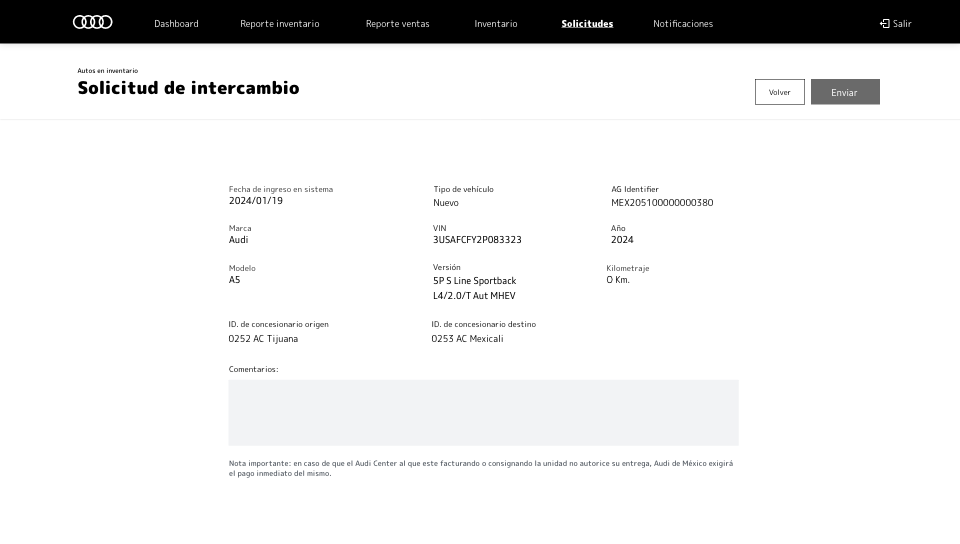 Dashboard
Reporte inventario
Reporte ventas
Inventario
Solicitudes
Notificaciones
Salir
Autos en inventario
Solicitud de intercambio
Volver
Enviar
Fecha de ingreso en sistema
2024/01/19
Tipo de vehículo
Nuevo
AG Identifier
MEX205100000000380
Marca
Audi
VIN
3USAFCFY2P083323
Año
2024
Modelo
A5
Versión
5P S Line Sportback
L4/2.0/T Aut MHEV
Kilometraje
0 Km.
ID. de concesionario origen
0252 AC Tijuana
ID. de concesionario destino
0253 AC Mexicali
Comentarios:
Nota importante: en caso de que el Audi Center al que este facturando o consignando la unidad no autorice su entrega, Audi de México exigirá
el pago inmediato del mismo.